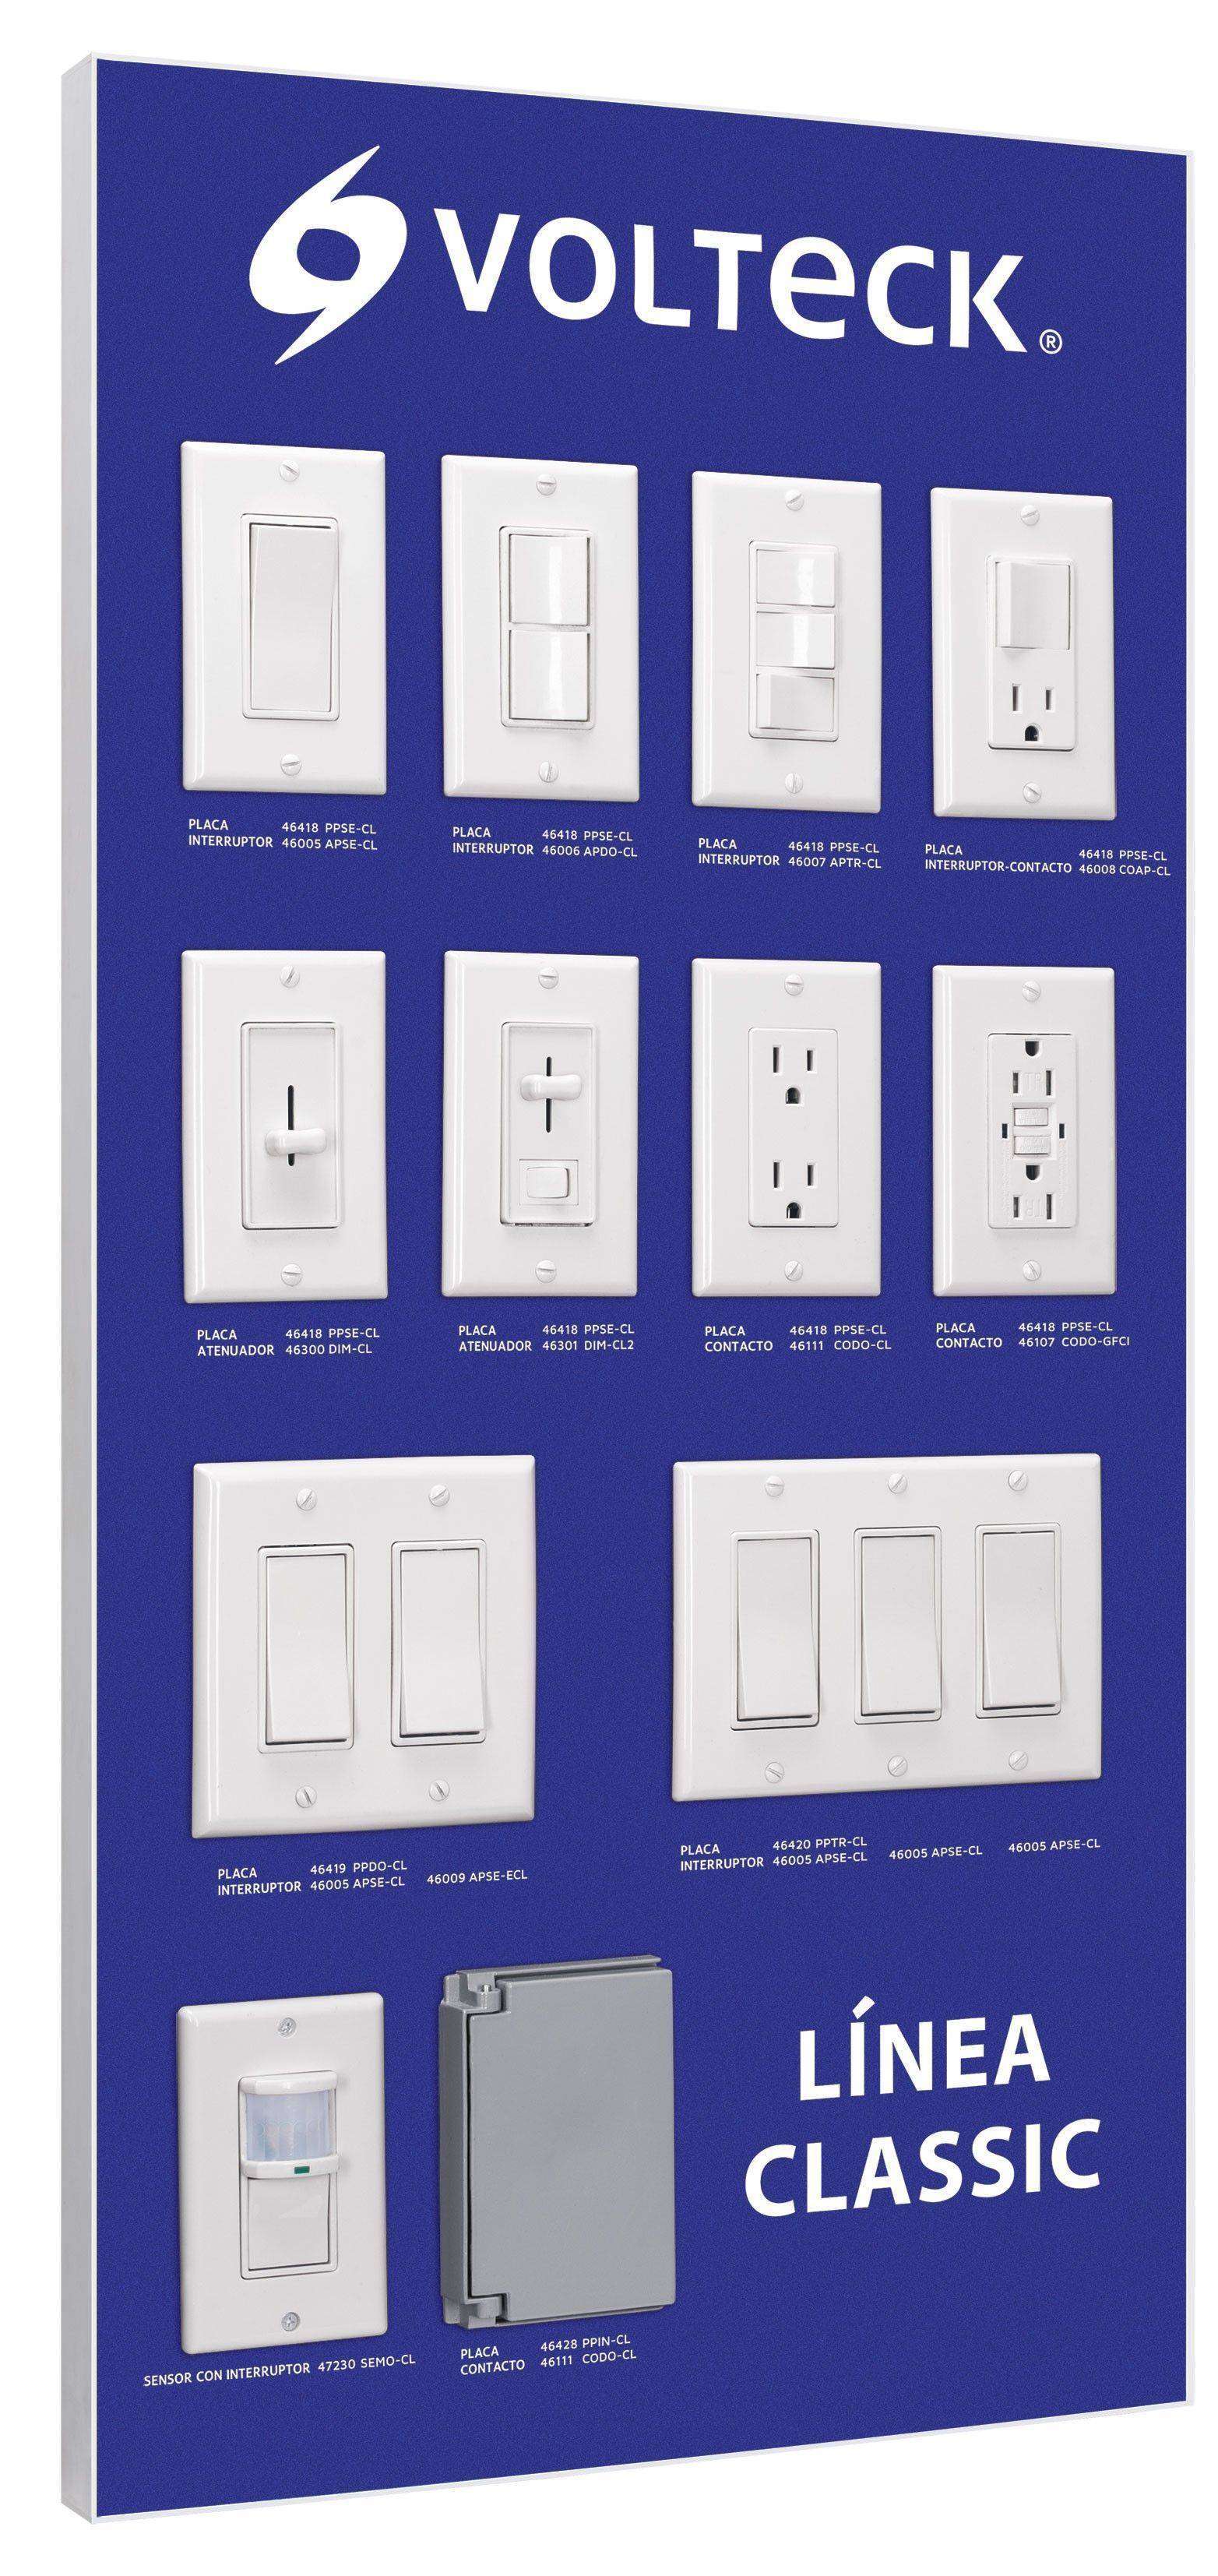 VOLTECK®
PLACA 46418 PPSE-CL
INTERRUPTOR 46005 APSE-CL
PLACA 46418 PPSE-CL
INTERRUPTOR 46006 APDO-CL
PLACA 46418 PPSE-CL
INTERRUPTOR 46007 APTR-CL
PLACA 46418 PPSE-CL
INTERRUPTOR-CONTACTO 46008 COAP-CL
PLACA 46418 PPSE-CL
ATENUADOR 46300 DIM-CL
PLACA 46418 PPSE-CL
ATENUADOR 46301 DIM-CL2
PLACA 46418 PPSE-CL
CONTACTO 46111 CODO-CL
PLACA 46418 PPSE-CL
CONTACTO 46107 CODO-GFCI
PLACA 46419 PPDO-CL
INTERRUPTOR 46005 APSE-CL 46009 APSE-ECL
PLACA 46420 PPTR-CL
INTERRUPTOR 46005 APSE-CL 46005 APSE-CL 46005 APSE-CL
SENSOR CON INTERRUPTOR 47230 SEMO-CL
PLACA 46428 PPIN-CL
CONTACTO 46111 CODO-CL
LÍNEA
CLASSIC